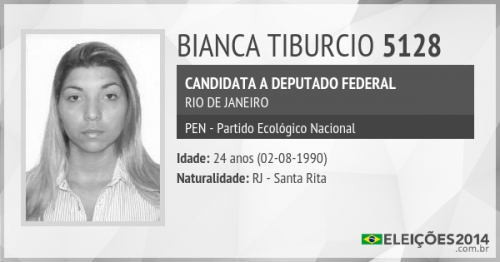 BIANCA TIBURCIO 5128
CANDIDATA A DEPUTADO FEDERAL
RIO DE JANEIRO
PEN - Partido Ecológico Nacional
Idade: 24 anos (02-08-1990)
Naturalidade: RJ - Santa Rita
ELEIÇÕES2014
.com.br